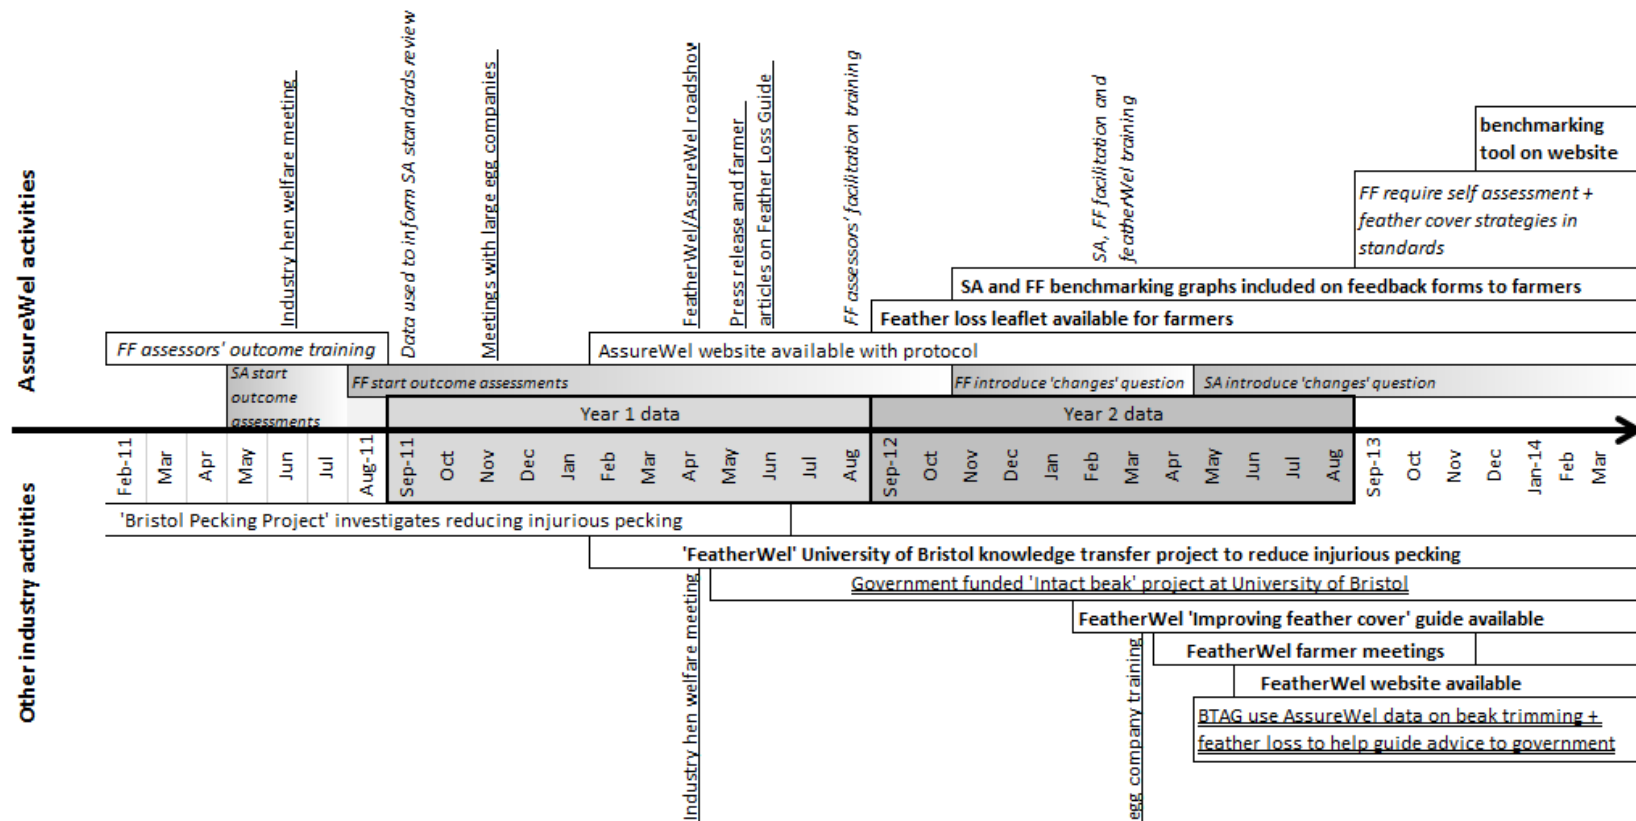 AssureWel activities
Industry hen welfare meeting
Data used to inform SA standards review
Meetings with large egg companies
FeatherWel/AssureWel roadshow
Press release and farmer
articles on Feather Loss Guide
FF assessors' facilitation training
SA, FF facilitation and
featherWel training
benchmarking
tool on website
FF require self assessment +
feather cover strategies in
standards
SA and FF benchmarking graphs included on feedback forms to farmers
Feather loss leaflet available for farmers
FF assessors' outcome training
AssureWel website available with protocol
SA start
outcome
assessments
FF start outcome assessments
FF introduce 'changes' question
SA introduce 'changes' question
Year 1 data
Year 2 data
Feb-11
Mar
Apr
May
Jun
Jul
Aug-11
Sep-11
Oct
Nov
Dec
Jan
Feb
Mar
Apr
May
Jun
Jul
Aug
Sep-12
Oct
Nov
Dec
Jan
Feb
Mar
Apr
May
Jun
Jul
Aug
Sep-13
Oct
Nov
Dec
Jan-14
Feb
Mar
Other industry activities
'Bristol Pecking Project' investigates reducing injurious pecking
'FeatherWel' University of Bristol knowledge transfer project to reduce injurious pecking
Industry hen welfare meeting
Government funded 'Intact beak' project at University of Bristol
FeatherWel 'Improving feather cover' guide available
egg company training
FeatherWel farmer meetings
FeatherWel website available
BTAG use AssureWel data on beak trimming +
feather loss to help guide advice to government